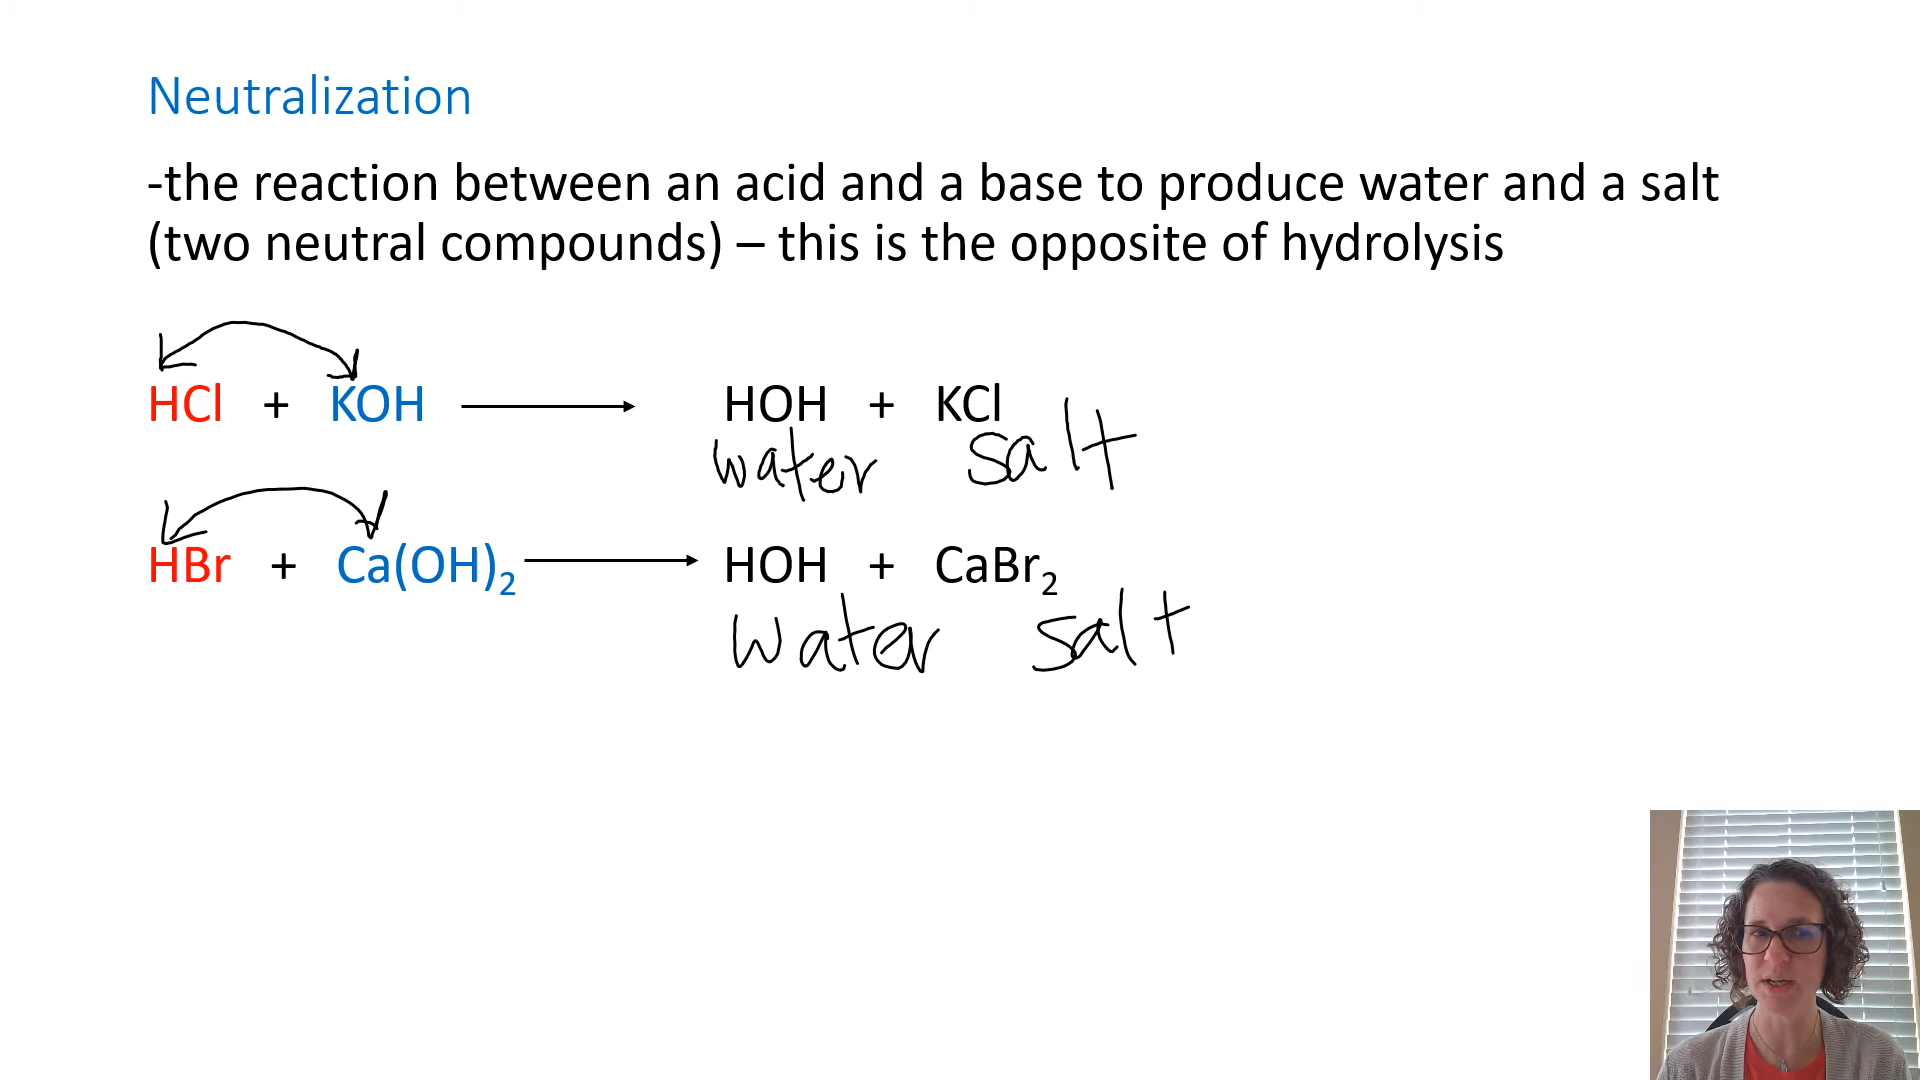 Neutralization
-the reaction between an acid and a base to produce water and a salt
(two neutral compounds) – this is the opposite of hydrolysis
HCl + KOH HOH + KCl
water salt
HBr + Ca(OH)₂ HOH + CaBr₂
water salt